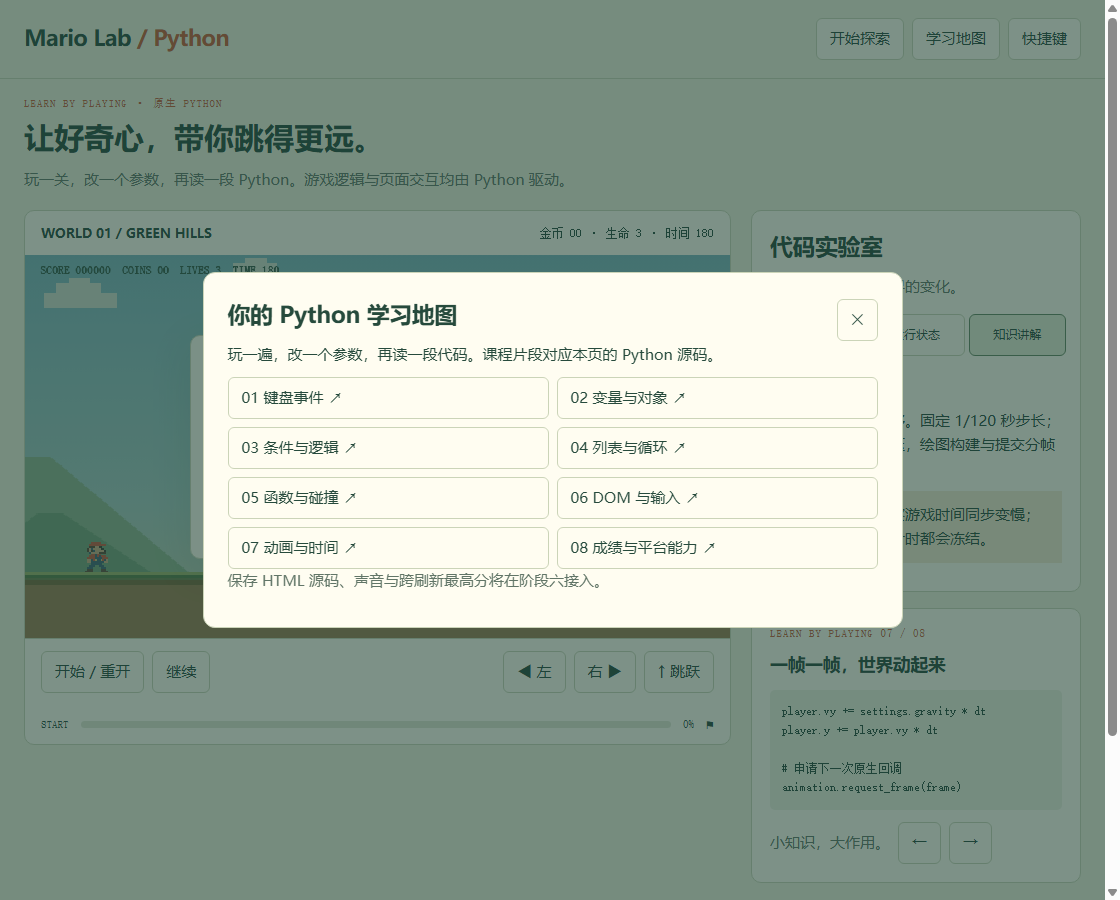 Mario Lab / Python
开始探索
学习地图
快捷键
LEARN BY PLAYING · 原生 PYTHON
让好奇心，带你跳得更远。
玩一关，改一个参数，再读一段 Python。游戏逻辑与页面交互均由 Python 驱动。
WORLD 01 / GREEN HILLS
金币 00 · 生命 3 · 时间 180
SCORE 000000 COINS 00 LIVES 3 TIME 180
代码实验室
的变化。
行状态
知识讲解
。固定 1/120 秒步长；
，绘图构建与提交分帧
游戏时间同步变慢；
时都会冻结。
你的 Python 学习地图
×
玩一遍，改一个参数，再读一段代码。课程片段对应本页的 Python 源码。
01 键盘事件 ↗
02 变量与对象 ↗
03 条件与逻辑 ↗
04 列表与循环 ↗
05 函数与碰撞 ↗
06 DOM 与输入 ↗
07 动画与时间 ↗
08 成绩与平台能力 ↗
保存 HTML 源码、声音与跨刷新最高分将在阶段六接入。
开始 / 重开
继续
◀ 左
右 ▶
↑ 跳跃
START
0%
LEARN BY PLAYING 07 / 08
一帧一帧，世界动起来
player.vy += settings.gravity * dt
player.y += player.vy * dt
# 申请下一次原生回调
animation.request_frame(frame)
小知识，大作用。
←
→